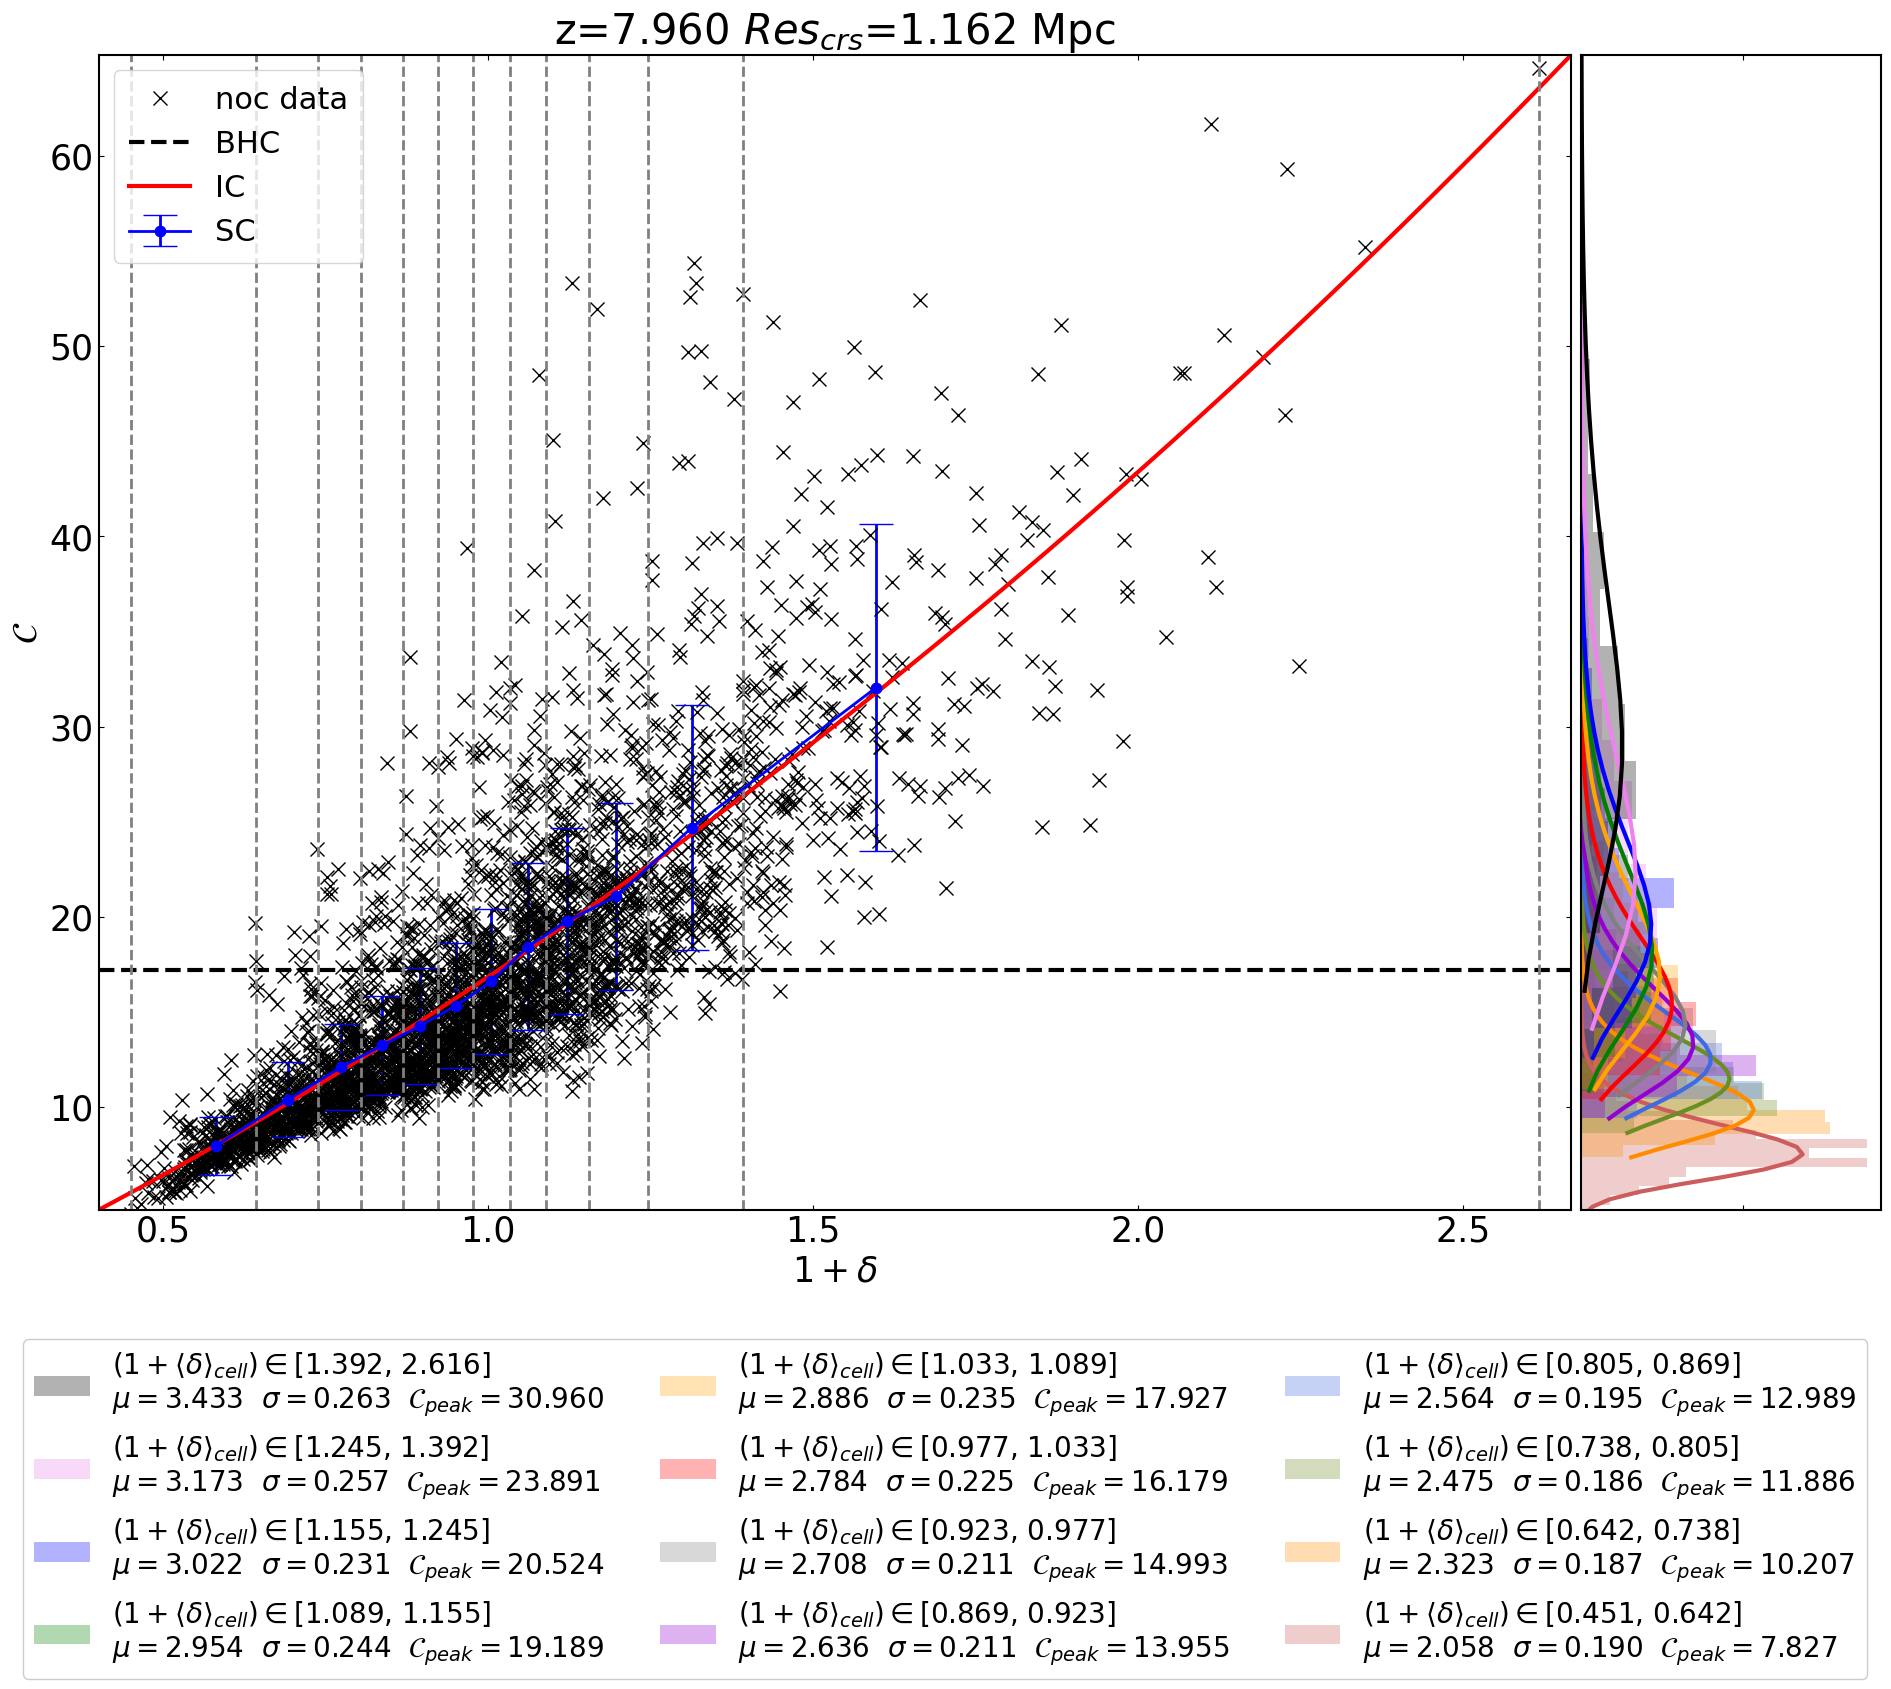 z=7.960 Res_crs=1.162 Mpc
noc data
BHC
IC
SC
60
50
40
30
20
10
𝒞
0.5 1.0 1.5 2.0 2.5
1 + δ
(1 + ⟨δ⟩_cell) ∈ [1.392, 2.616]
μ = 3.433 σ = 0.263 𝒞_peak = 30.960
(1 + ⟨δ⟩_cell) ∈ [1.245, 1.392]
μ = 3.173 σ = 0.257 𝒞_peak = 23.891
(1 + ⟨δ⟩_cell) ∈ [1.155, 1.245]
μ = 3.022 σ = 0.231 𝒞_peak = 20.524
(1 + ⟨δ⟩_cell) ∈ [1.089, 1.155]
μ = 2.954 σ = 0.244 𝒞_peak = 19.189
(1 + ⟨δ⟩_cell) ∈ [1.033, 1.089]
μ = 2.886 σ = 0.235 𝒞_peak = 17.927
(1 + ⟨δ⟩_cell) ∈ [0.977, 1.033]
μ = 2.784 σ = 0.225 𝒞_peak = 16.179
(1 + ⟨δ⟩_cell) ∈ [0.923, 0.977]
μ = 2.708 σ = 0.211 𝒞_peak = 14.993
(1 + ⟨δ⟩_cell) ∈ [0.869, 0.923]
μ = 2.636 σ = 0.211 𝒞_peak = 13.955
(1 + ⟨δ⟩_cell) ∈ [0.805, 0.869]
μ = 2.564 σ = 0.195 𝒞_peak = 12.989
(1 + ⟨δ⟩_cell) ∈ [0.738, 0.805]
μ = 2.475 σ = 0.186 𝒞_peak = 11.886
(1 + ⟨δ⟩_cell) ∈ [0.642, 0.738]
μ = 2.323 σ = 0.187 𝒞_peak = 10.207
(1 + ⟨δ⟩_cell) ∈ [0.451, 0.642]
μ = 2.058 σ = 0.190 𝒞_peak = 7.827